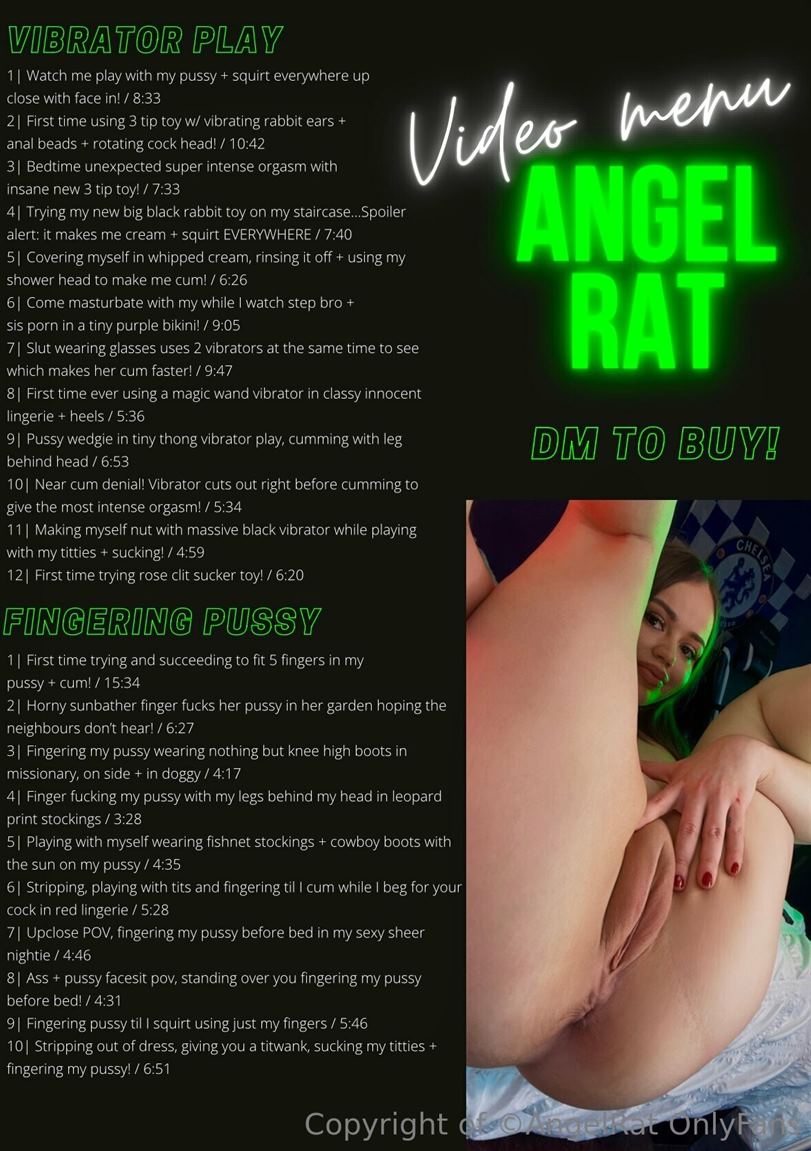 VIBRATOR PLAY
1| Watch me play with my pussy + squirt everywhere up
close with face in! / 8:33
2| First time using 3 tip toy w/ vibrating rabbit ears +
anal beads + rotating cock head! / 10:42
3| Bedtime unexpected super intense orgasm with
insane new 3 tip toy! / 7:33
4| Trying my new big black rabbit toy on my staircase...Spoiler
alert: it makes me cream + squirt EVERYWHERE / 7:40
5| Covering myself in whipped cream, rinsing it off + using my
shower head to make me cum! / 6:26
6| Come masturbate with my while I watch step bro +
sis porn in a tiny purple bikini! / 9:05
7| Slut wearing glasses uses 2 vibrators at the same time to see
which makes her cum faster! / 9:47
8| First time ever using a magic wand vibrator in classy innocent
lingerie + heels / 5:36
9| Pussy wedgie in tiny thong vibrator play, cumming with leg
behind head / 6:53
10| Near cum denial! Vibrator cuts out right before cumming to
give the most intense orgasm! / 5:34
11| Making myself nut with massive black vibrator while playing
with my titties + sucking! / 4:59
12| First time trying rose clit sucker toy! / 6:20
FINGERING PUSSY
1| First time trying and succeeding to fit 5 fingers in my
pussy + cum! / 15:34
2| Horny sunbather finger fucks her pussy in her garden hoping the
neighbours don't hear! / 6:27
3| Fingering my pussy wearing nothing but knee high boots in
missionary, on side + in doggy / 4:17
4| Finger fucking my pussy with my legs behind my head in leopard
print stockings / 3:28
5| Playing with myself wearing fishnet stockings + cowboy boots with
the sun on my pussy / 4:35
6| Stripping, playing with tits and fingering til I cum while I beg for your
cock in red lingerie / 5:28
7| Upclose POV, fingering my pussy before bed in my sexy sheer
nightie / 4:46
8| Ass + pussy facesit pov, standing over you fingering my pussy
before bed! / 4:31
9| Fingering pussy til I squirt using just my fingers / 5:46
10| Stripping out of dress, giving you a titwank, sucking my titties +
fingering my pussy! / 6:51
Video menu
ANGEL
RAT
DM TO BUY!
CHELSEA
Copyright of ©AngelRat OnlyFans